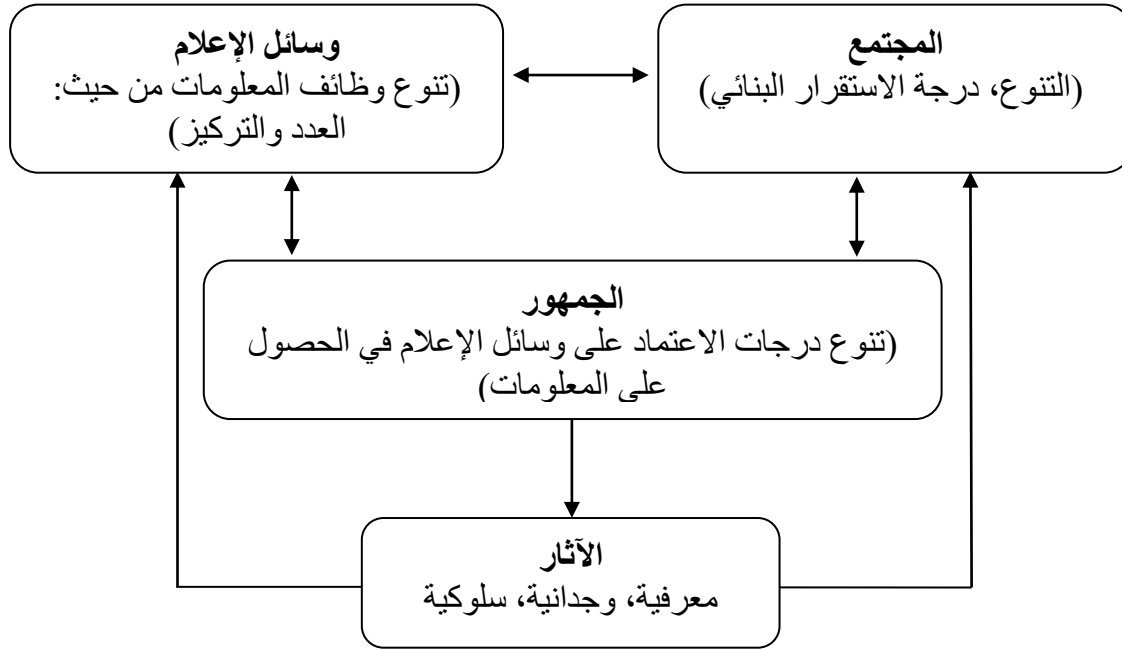 المجتمع
(التنوع، درجة الاستقرار البنائي)
وسائل الإعلام
(تنوع وظائف المعلومات من حيث:
العدد والتركيز)
الجمهور
(تنوع درجات الاعتماد على وسائل الإعلام في الحصول
على المعلومات)
الآثار
معرفية، وجدانية، سلوكية